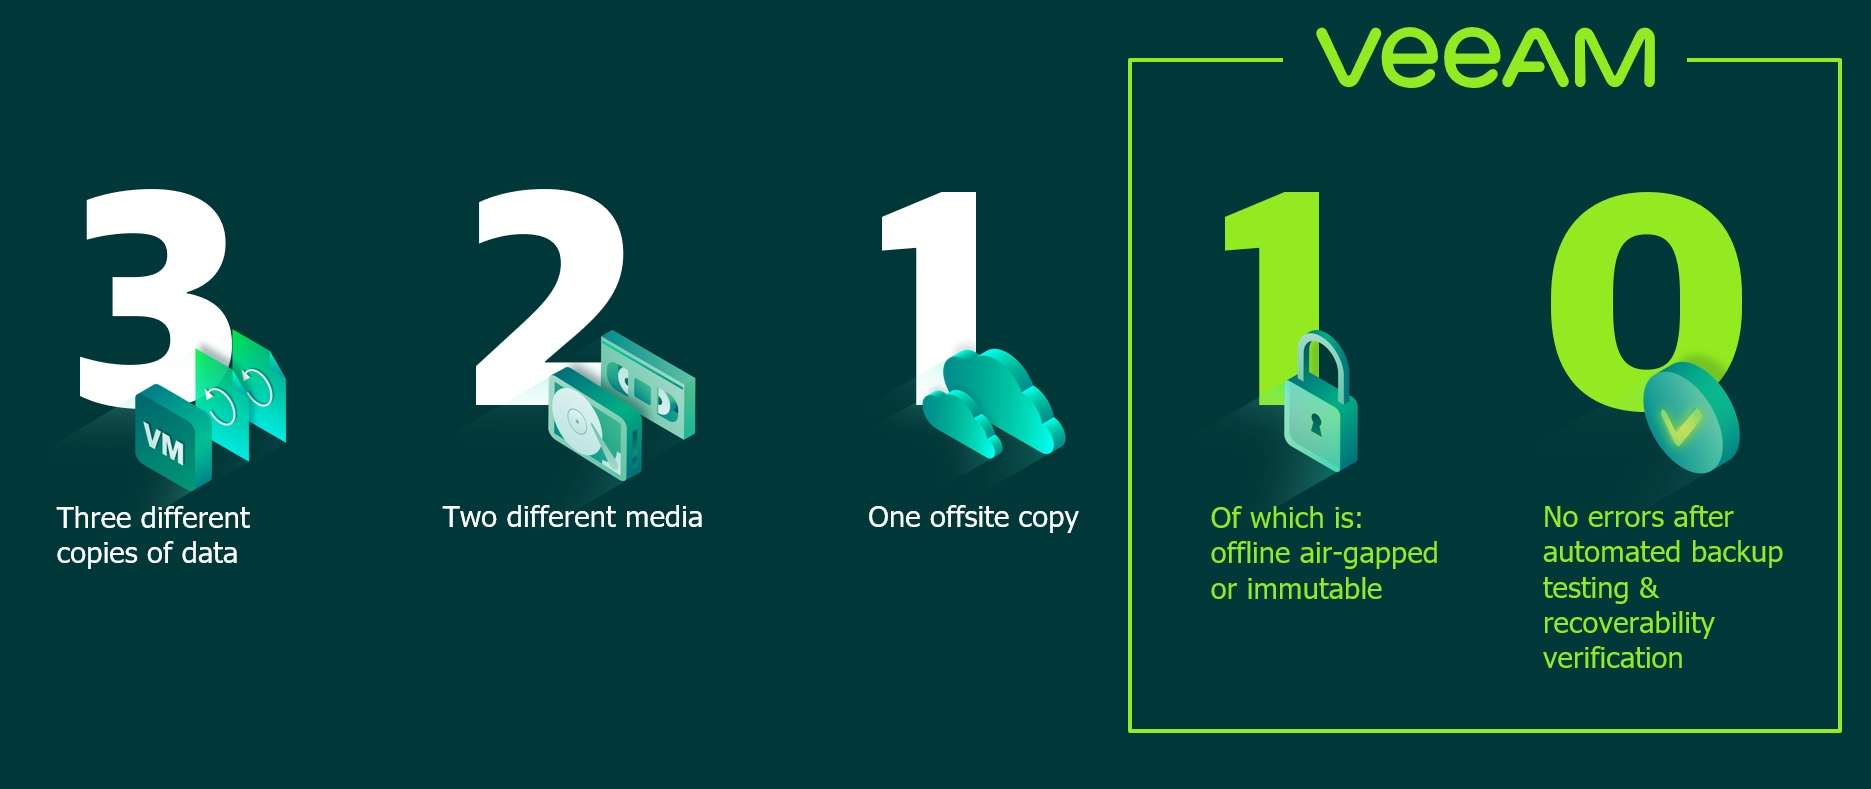 VEEAM
3
2
1
1
0
VM
Three different
copies of data
Two different media
One offsite copy
Of which is:
offline air-gapped
or immutable
No errors after
automated backup
testing &
recoverability
verification